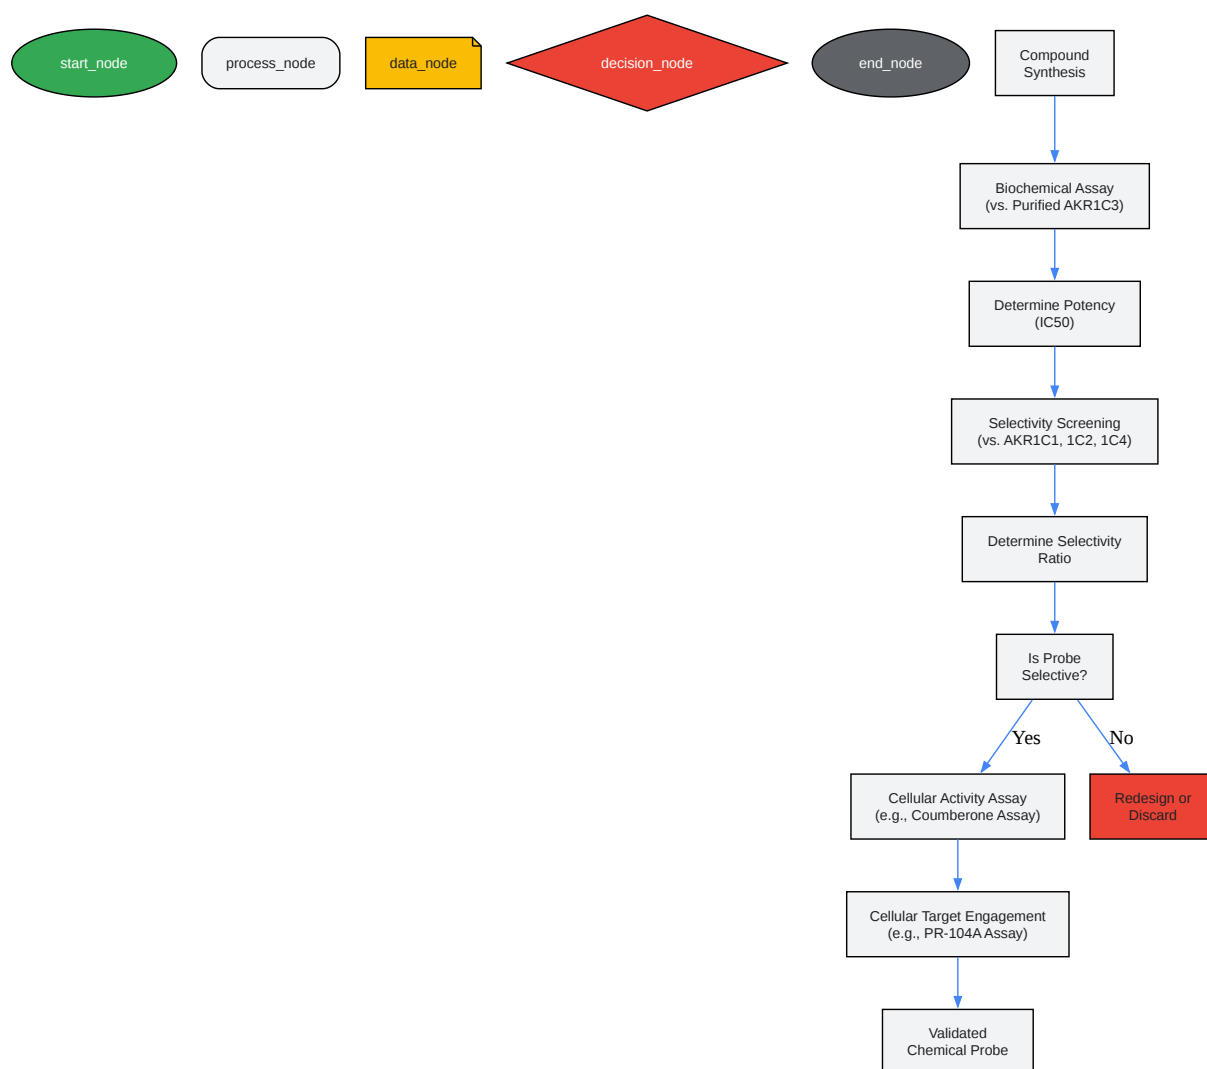 start_node
process_node
data_node
decision_node
end_node
Compound
Synthesis
Biochemical Assay
(vs. Purified AKR1C3)
Determine Potency
(IC50)
Selectivity Screening
(vs. AKR1C1, 1C2, 1C4)
Determine Selectivity
Ratio
Is Probe
Selective?
Yes
No
Cellular Activity Assay
(e.g., Coumberone Assay)
Redesign or
Discard
Cellular Target Engagement
(e.g., PR-104A Assay)
Validated
Chemical Probe